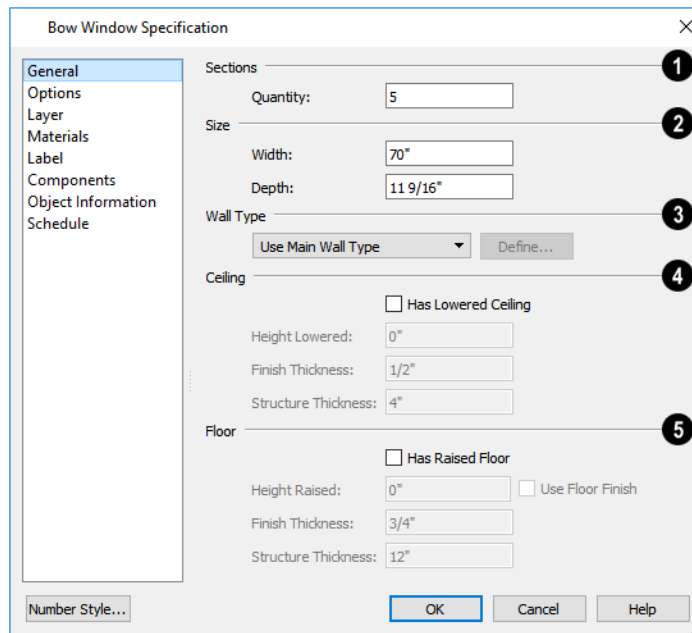 Bow Window Specification
General
Options
Layer
Materials
Label
Components
Object Information
Schedule
Sections
1
Quantity:
5
Size
2
Width:
70"
Depth:
11 9/16"
Wall Type
3
Use Main Wall Type
Define...
Ceiling
4
Has Lowered Ceiling
Height Lowered:
0"
Finish Thickness:
1/2"
Structure Thickness:
4"
Floor
5
Has Raised Floor
Height Raised:
0"
Use Floor Finish
Finish Thickness:
3/4"
Structure Thickness:
12"
Number Style...
OK
Cancel
Help